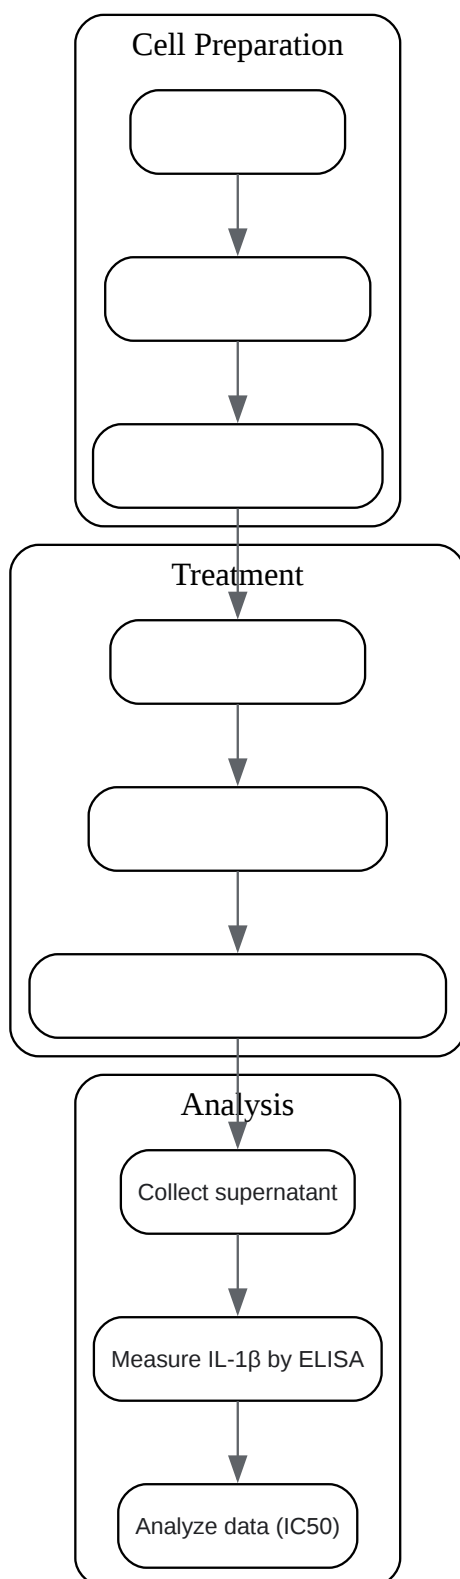 Cell Preparation
Treatment
Analysis
Collect supernatant
Measure IL-1β by ELISA
Analyze data (IC50)